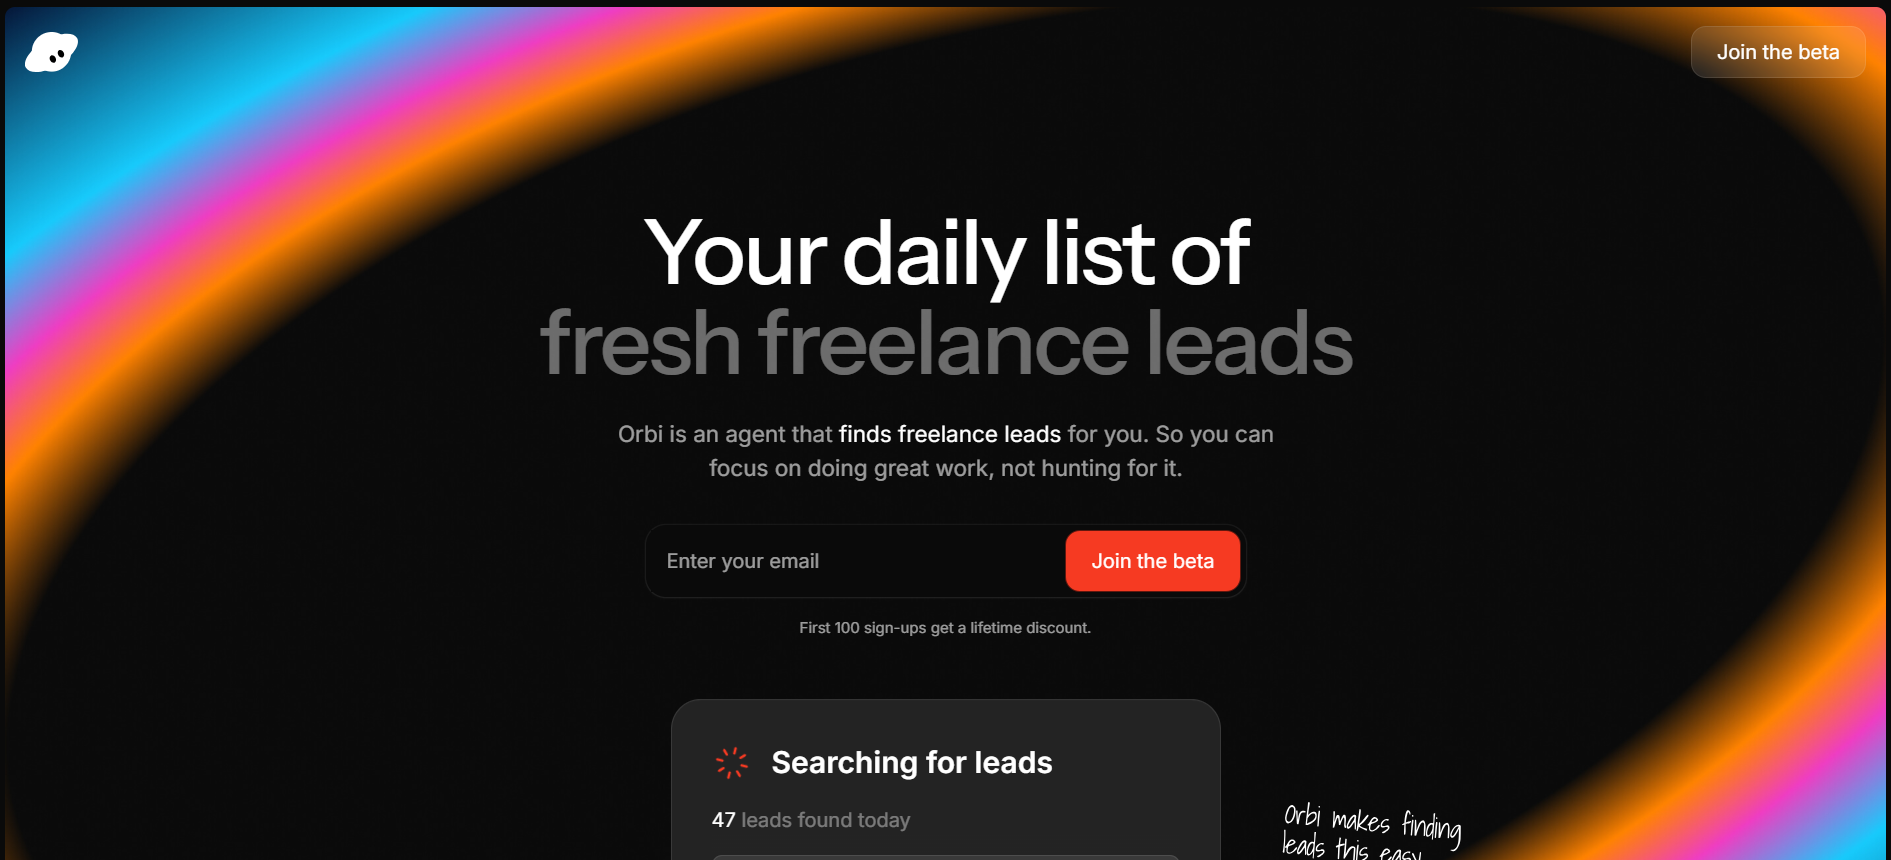 Join the beta
Your daily list of
fresh freelance leads
Orbi is an agent that finds freelance leads for you. So you can
focus on doing great work, not hunting for it.
Enter your email
Join the beta
First 100 sign-ups get a lifetime discount.
Searching for leads
47 leads found today
Orbi makes finding
leads this easy